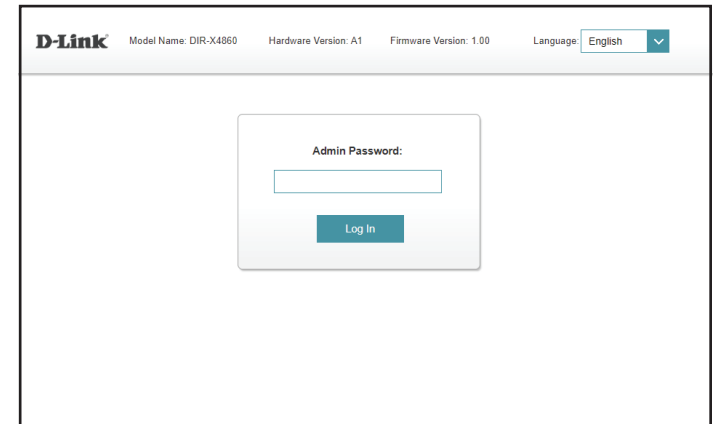 D-Link Model Name: DIR-X4860 Hardware Version: A1 Firmware Version: 1.00 Language: English
Admin Password:
Log In